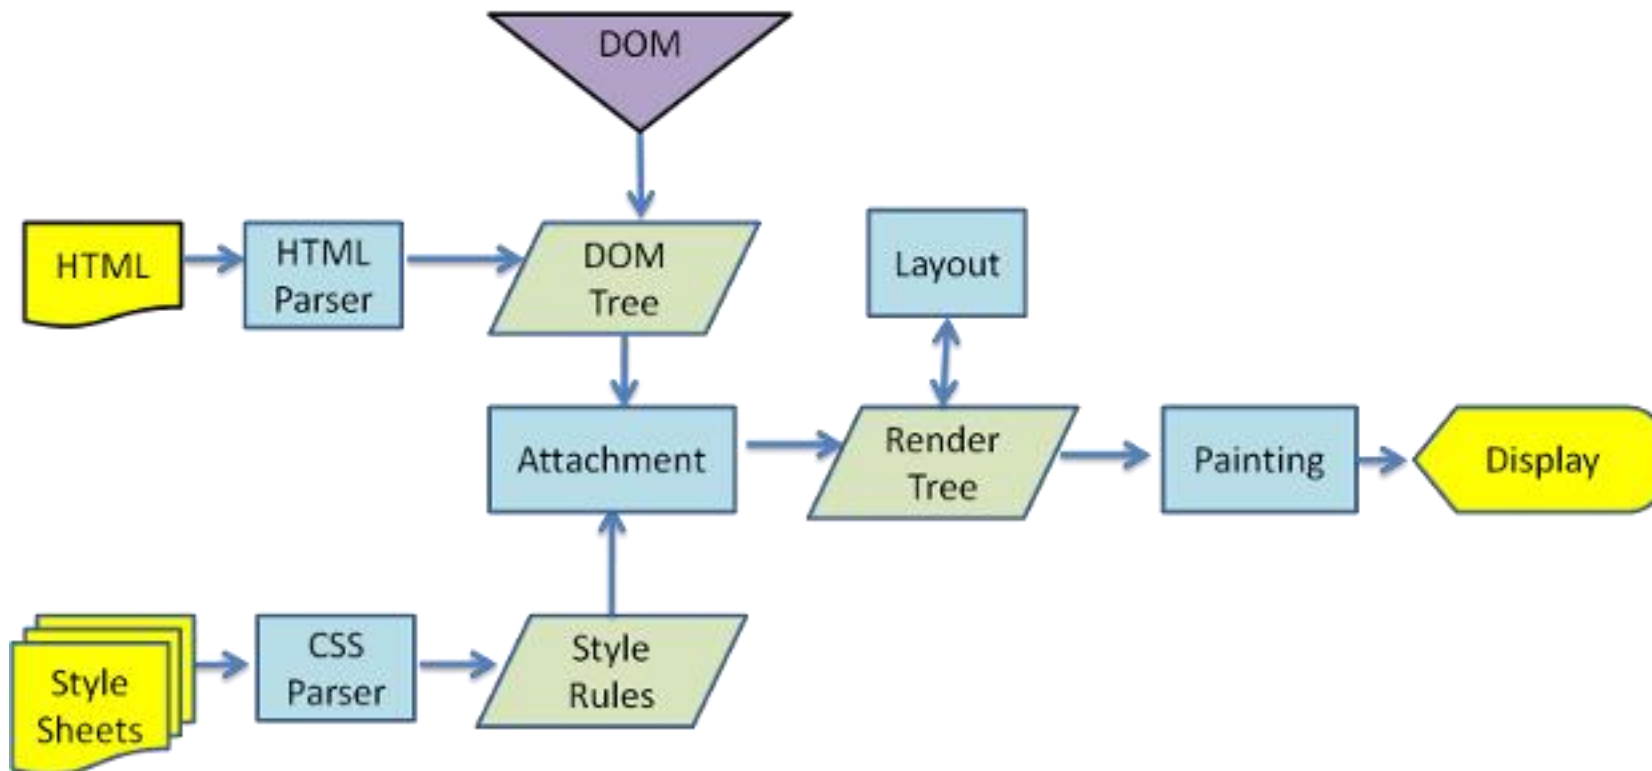 DOM
HTML
HTML
Parser
DOM
Tree
Layout
Attachment
Render
Tree
Painting
Display
Style
Sheets
CSS
Parser
Style
Rules